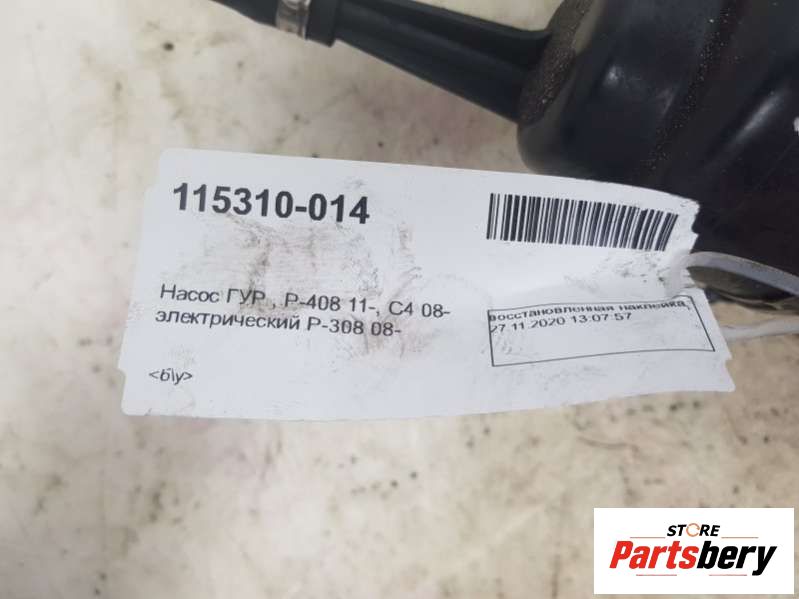 115310-014
Насос ГУР , P-408 11-, C4 08-
электрический P-308 08-
<б\у>
восстановленная наклейка,
27.11.2020 13:07:57
STORE
Partsbery